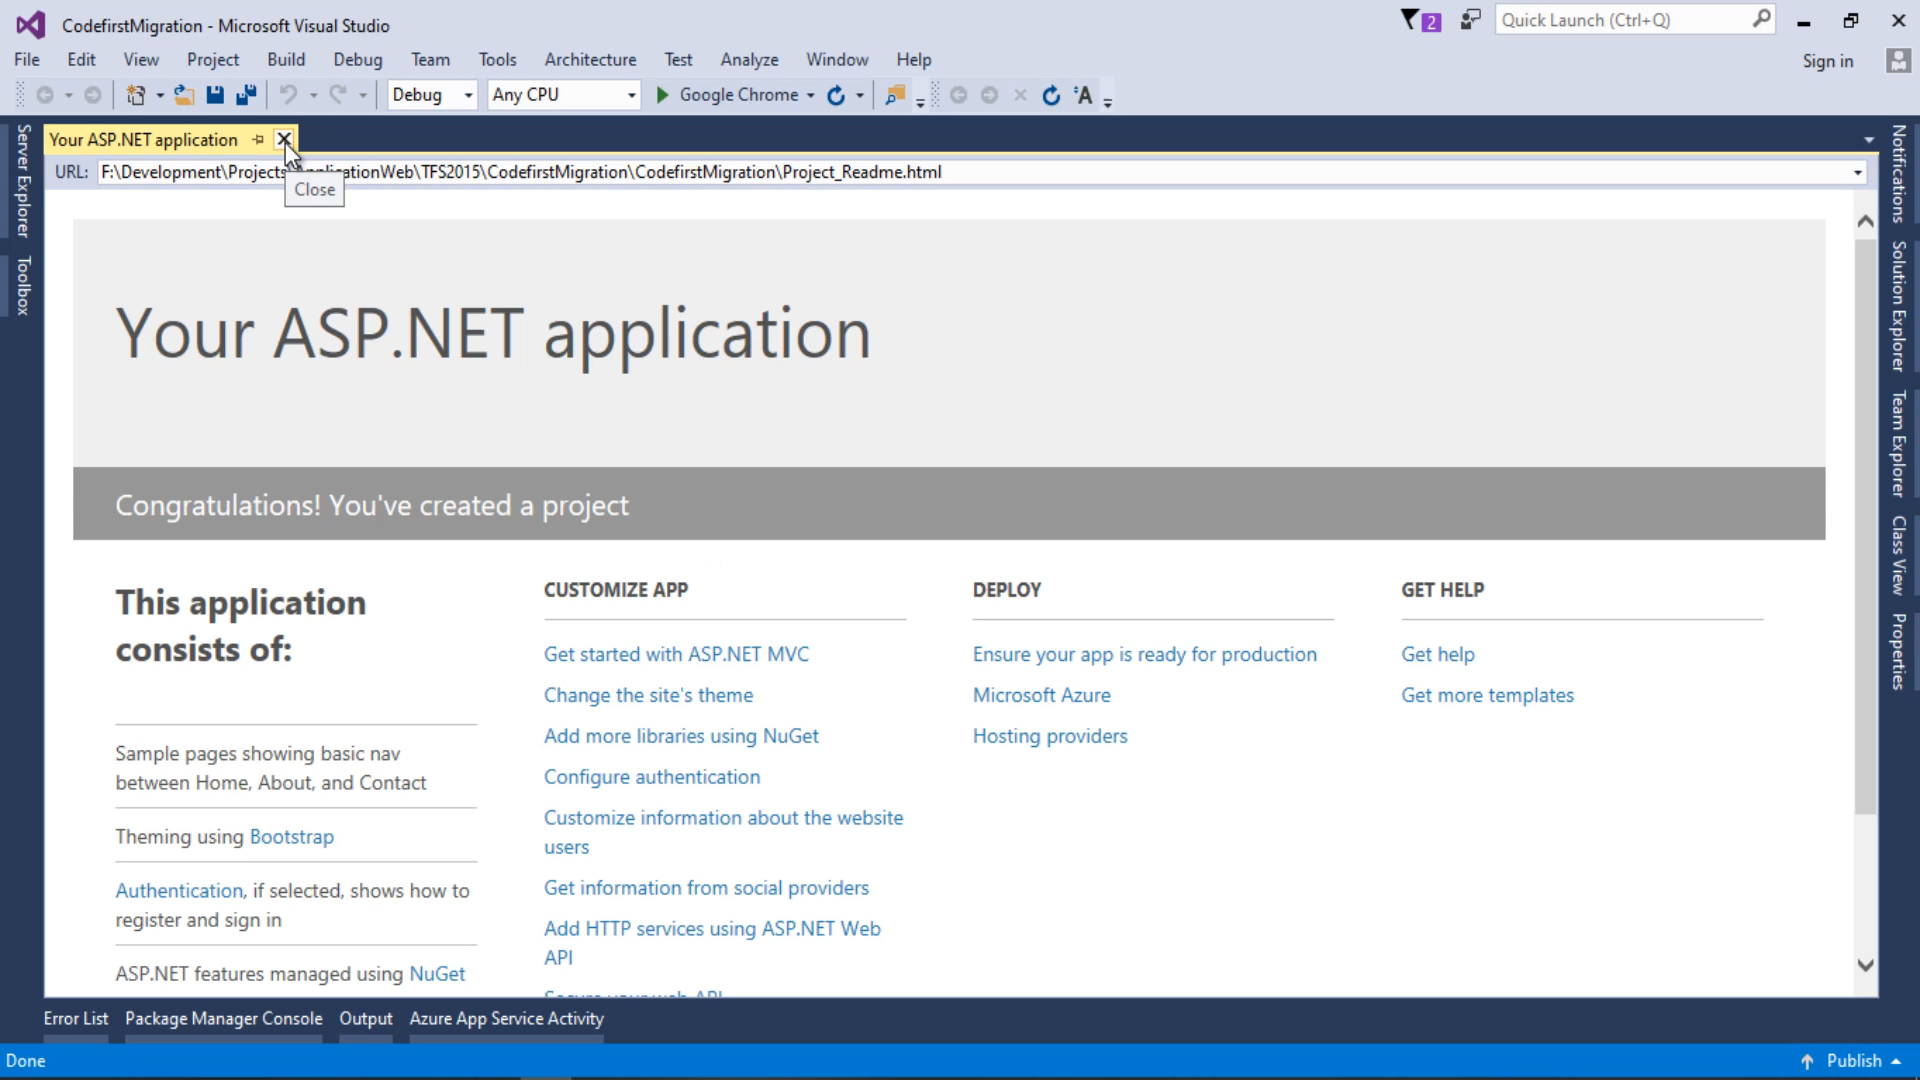 CodefirstMigration - Microsoft Visual Studio
2
Quick Launch (Ctrl+Q)
File Edit View Project Build Debug Team Tools Architecture Test Analyze Window Help
Sign in
Debug
Any CPU
Google Chrome
Server Explorer
Toolbox
Your ASP.NET application
URL: F:\Development\Projects\ApplicationWeb\TFS2015\CodefirstMigration\CodefirstMigration\Project_Readme.html
Close
Your ASP.NET application
Congratulations! You've created a project
This application
consists of:
Sample pages showing basic nav
between Home, About, and Contact
Theming using Bootstrap
Authentication, if selected, shows how to
register and sign in
ASP.NET features managed using NuGet
CUSTOMIZE APP
Get started with ASP.NET MVC
Change the site's theme
Add more libraries using NuGet
Configure authentication
Customize information about the website
users
Get information from social providers
Add HTTP services using ASP.NET Web
API
Secure your web API
DEPLOY
Ensure your app is ready for production
Microsoft Azure
Hosting providers
GET HELP
Get help
Get more templates
Notifications
Solution Explorer
Team Explorer
Class View
Properties
Error List Package Manager Console Output Azure App Service Activity
Done
Publish